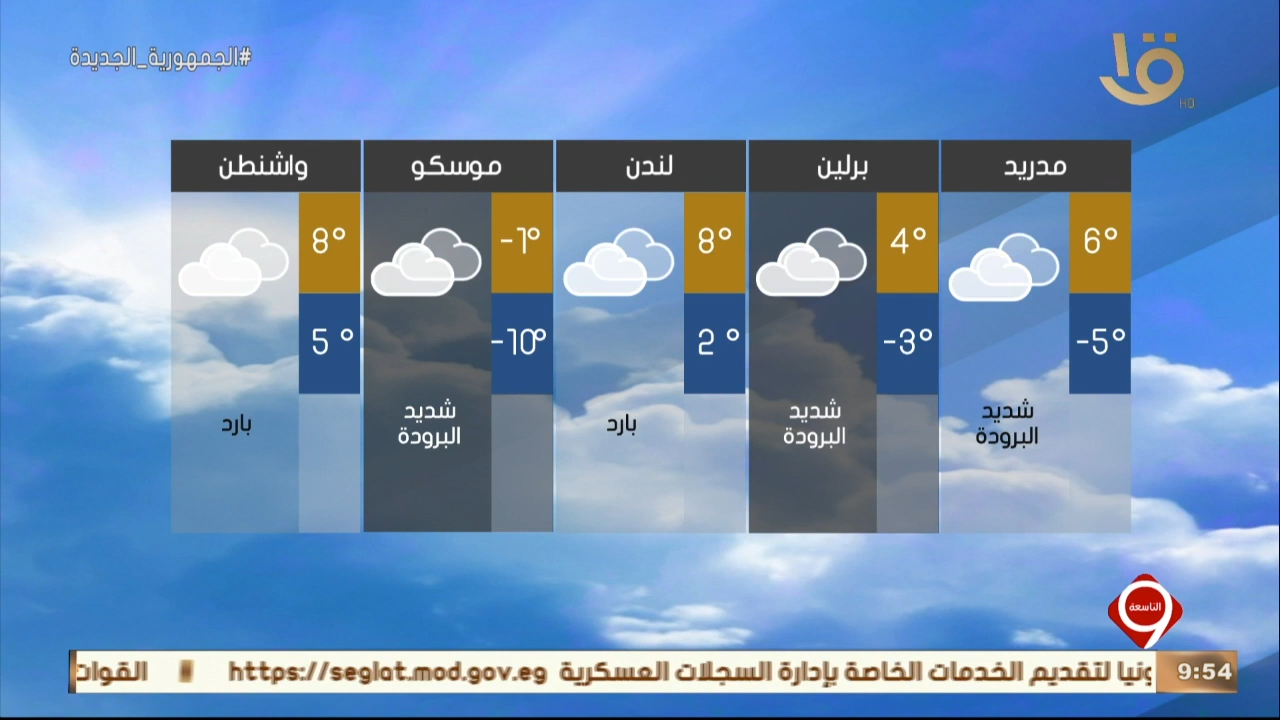 #الجمهورية_الجديدة
HD
مدريد
6°
-5°
شديد
البرودة
برلين
4°
-3°
شديد
البرودة
لندن
8°
2 °
بارد
موسكو
-1°
-10°
شديد
البرودة
واشنطن
8°
5 °
بارد
9
التاسعة
9:54
ونيا لتقديم الخدمات الخاصة بإدارة السجلات العسكرية https://seglat.mod.gov.eg